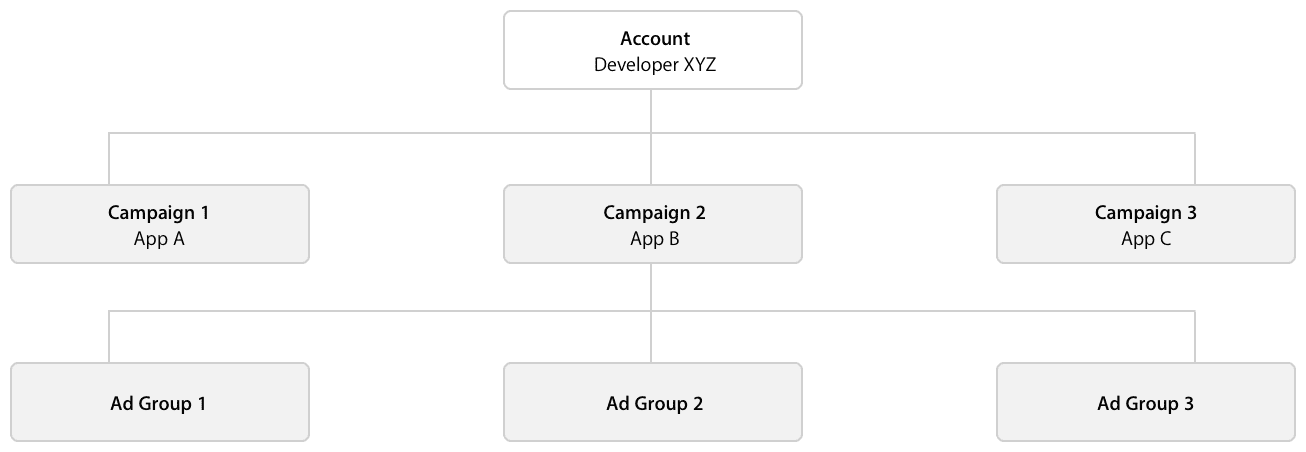 Account
Developer XYZ
Campaign 1
App A
Campaign 2
App B
Campaign 3
App C
Ad Group 1
Ad Group 2
Ad Group 3